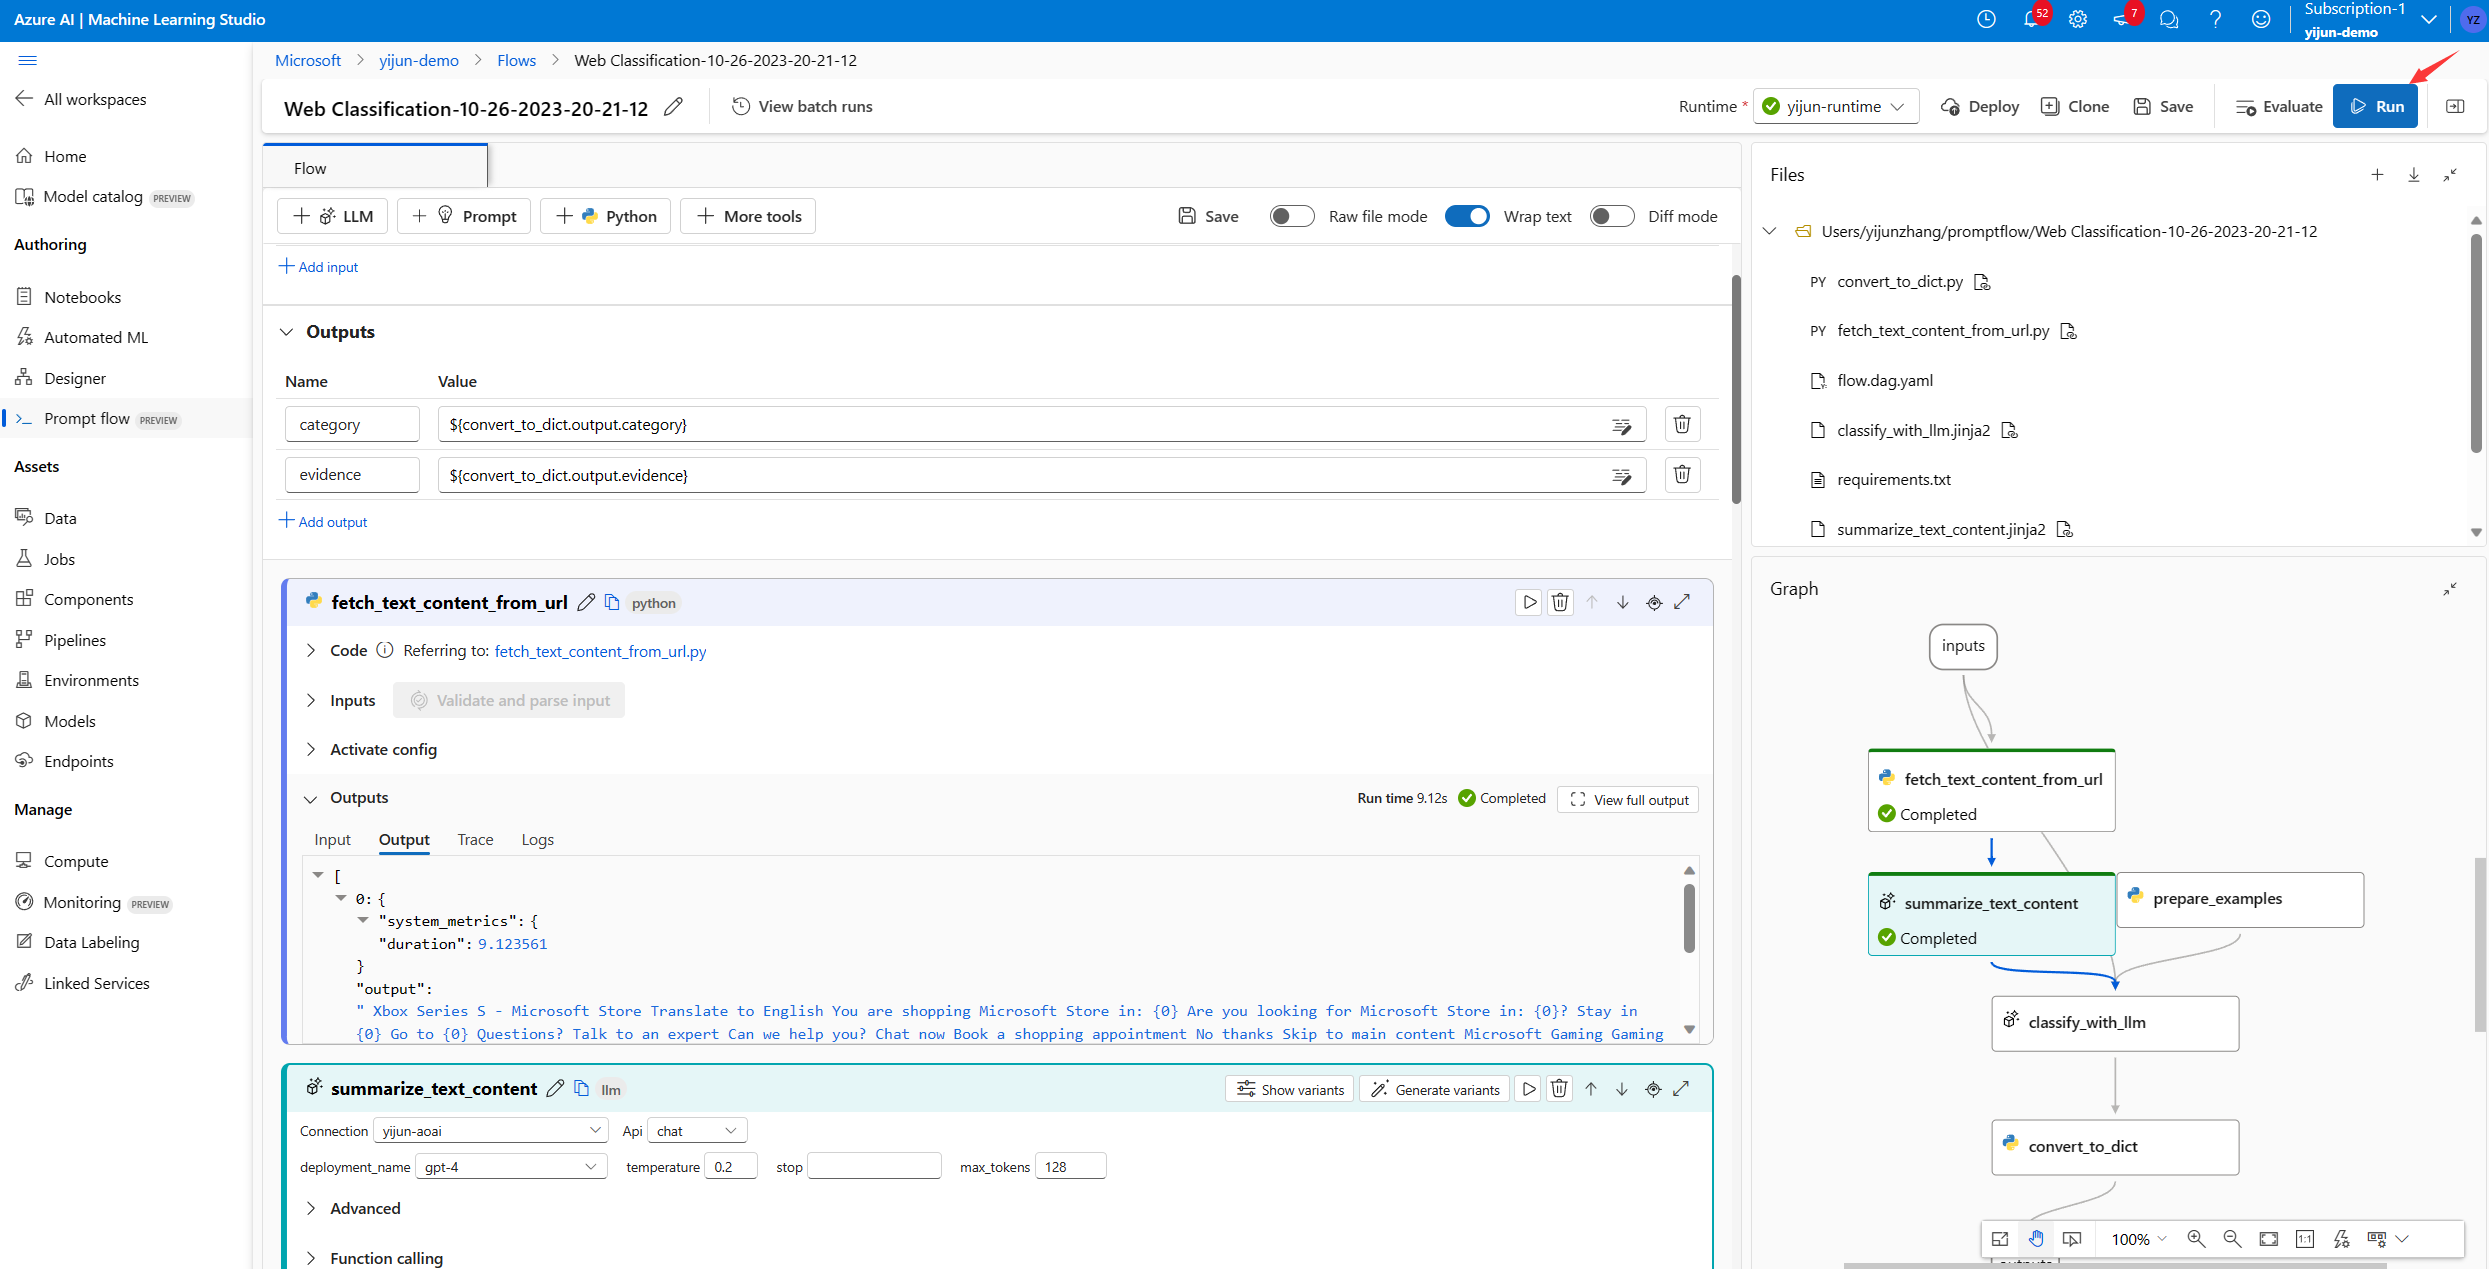 Azure AI | Machine Learning Studio
52
7
Subscription-1
yijun-demo
YZ
Microsoft > yijun-demo > Flows > Web Classification-10-26-2023-20-21-12
All workspaces
Web Classification-10-26-2023-20-21-12
View batch runs
Runtime * yijun-runtime
Deploy
Clone
Save
Evaluate
Run
Home
Model catalog PREVIEW
Authoring
Notebooks
Automated ML
Designer
Prompt flow PREVIEW
Assets
Data
Jobs
Components
Pipelines
Environments
Models
Endpoints
Manage
Compute
Monitoring PREVIEW
Data Labeling
Linked Services
Flow
LLM
Prompt
Python
More tools
Save
Raw file mode
Wrap text
Diff mode
Add input
Outputs
Name Value
category ${convert_to_dict.output.category}
evidence ${convert_to_dict.output.evidence}
Add output
fetch_text_content_from_url python
Code Referring to: fetch_text_content_from_url.py
Inputs Validate and parse input
Activate config
Outputs Run time 9.12s Completed View full output
Input Output Trace Logs
[
0: {
"system_metrics": {
"duration": 9.123561
}
"output":
" Xbox Series S - Microsoft Store Translate to English You are shopping Microsoft Store in: {0} Are you looking for Microsoft Store in: {0}? Stay in
{0} Go to {0} Questions? Talk to an expert Can we help you? Chat now Book a shopping appointment No thanks Skip to main content Microsoft Gaming Gaming
summarize_text_content llm Show variants Generate variants
Connection yijun-aoai Api chat
deployment_name gpt-4 temperature 0.2 stop max_tokens 128
Advanced
Function calling
Files
Users/yijunzhang/promptflow/Web Classification-10-26-2023-20-21-12
PY convert_to_dict.py
PY fetch_text_content_from_url.py
flow.dag.yaml
classify_with_llm.jinja2
requirements.txt
summarize_text_content.jinja2
Graph
inputs
fetch_text_content_from_url
Completed
summarize_text_content
Completed
prepare_examples
classify_with_llm
convert_to_dict
100%
1:1
outputs